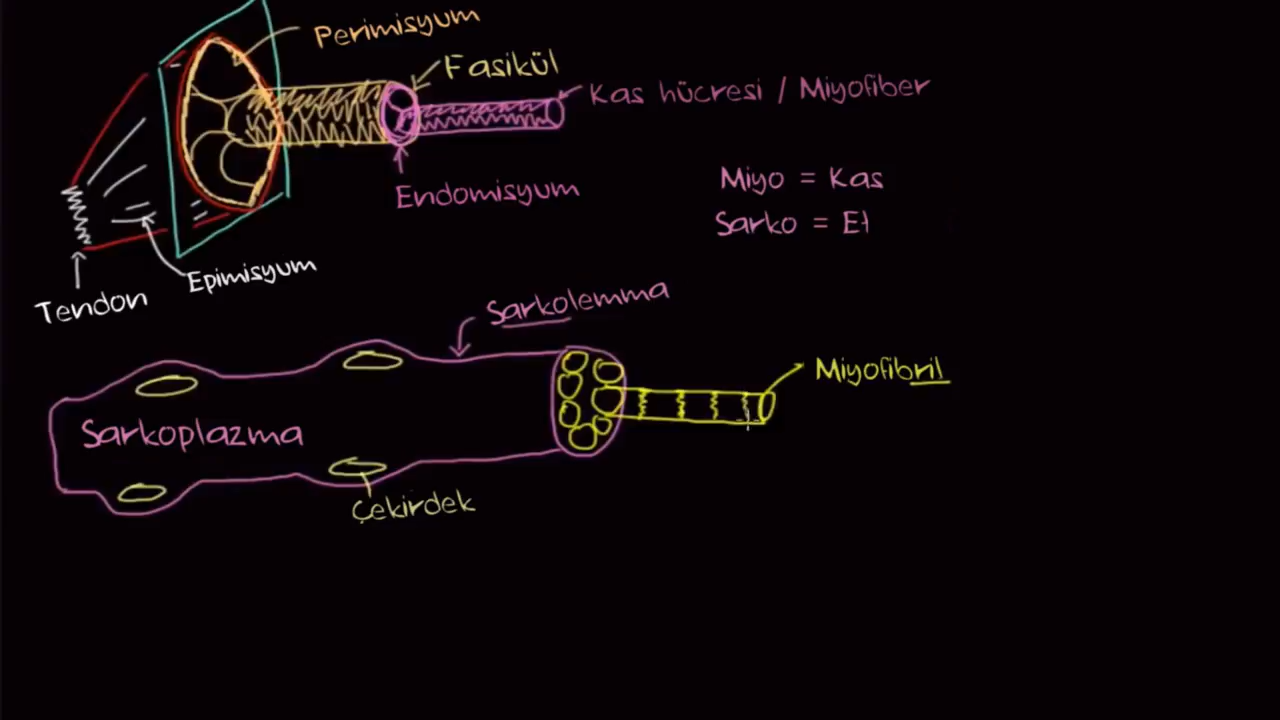 Perimisyum
Fasikül
Kas hücresi / Miyofiber
Endomisyum
Miyo = Kas
Sarko = Et
Epimisyum
Tendon
Sarkolemma
Miyofibril
Sarkoplazma
Çekirdek